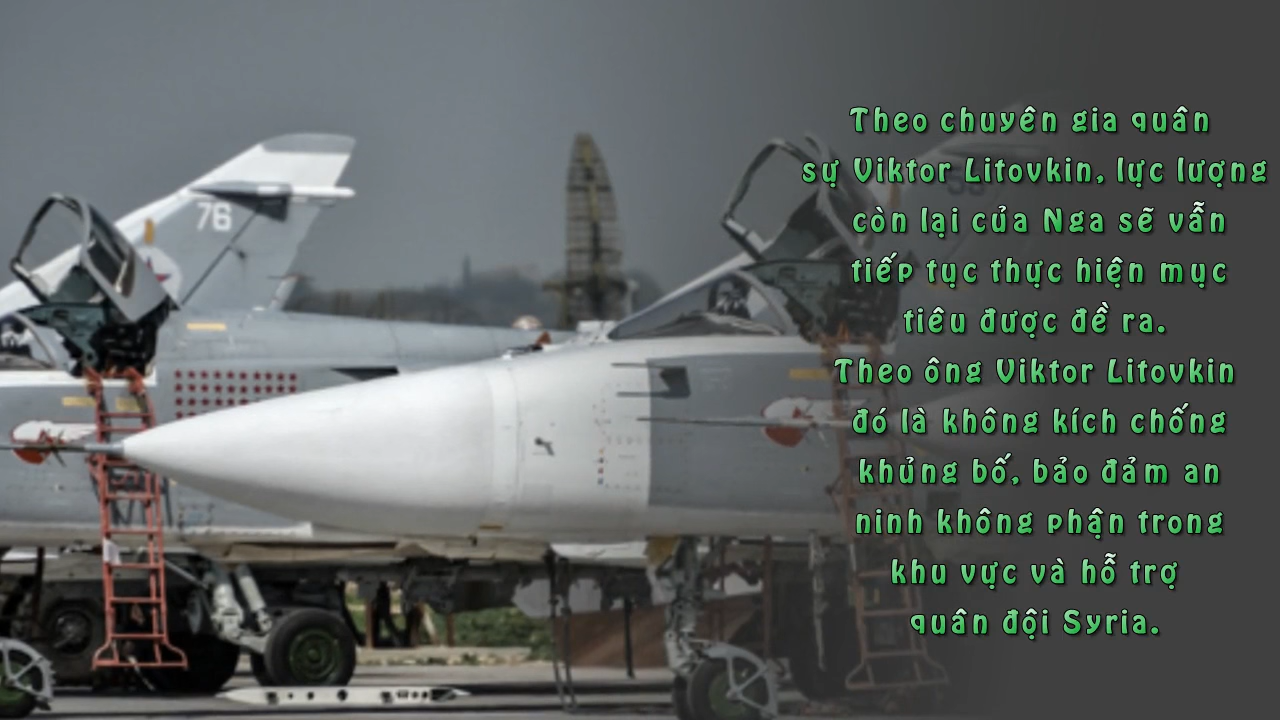 76
Theo chuyên gia quân
sự Viktor Litovkin, lực lượng
còn lại của Nga sẽ vẫn
tiếp tục thực hiện mục
tiêu được đề ra.
Theo ông Viktor Litovkin
đó là không kích chống
khủng bố, bảo đảm an
ninh không phận trong
khu vực và hỗ trợ
quân đội Syria.